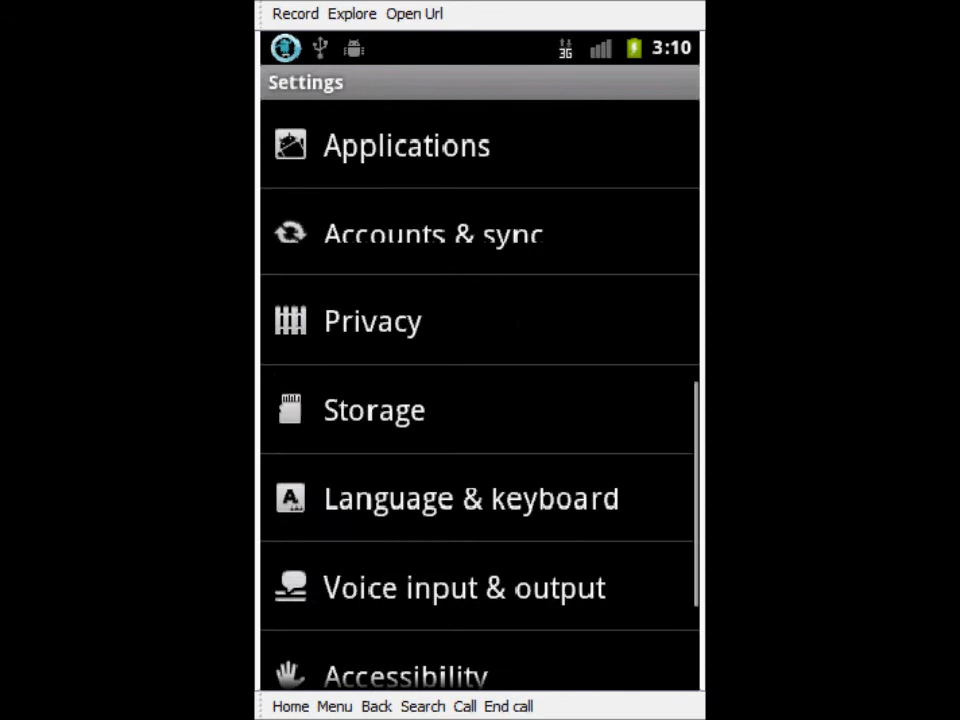 Record Explore Open Url
3G 3:10
Settings
Applications
Accounts & sync
Privacy
Storage
Language & keyboard
Voice input & output
Accessibility
Home Menu Back Search Call End call